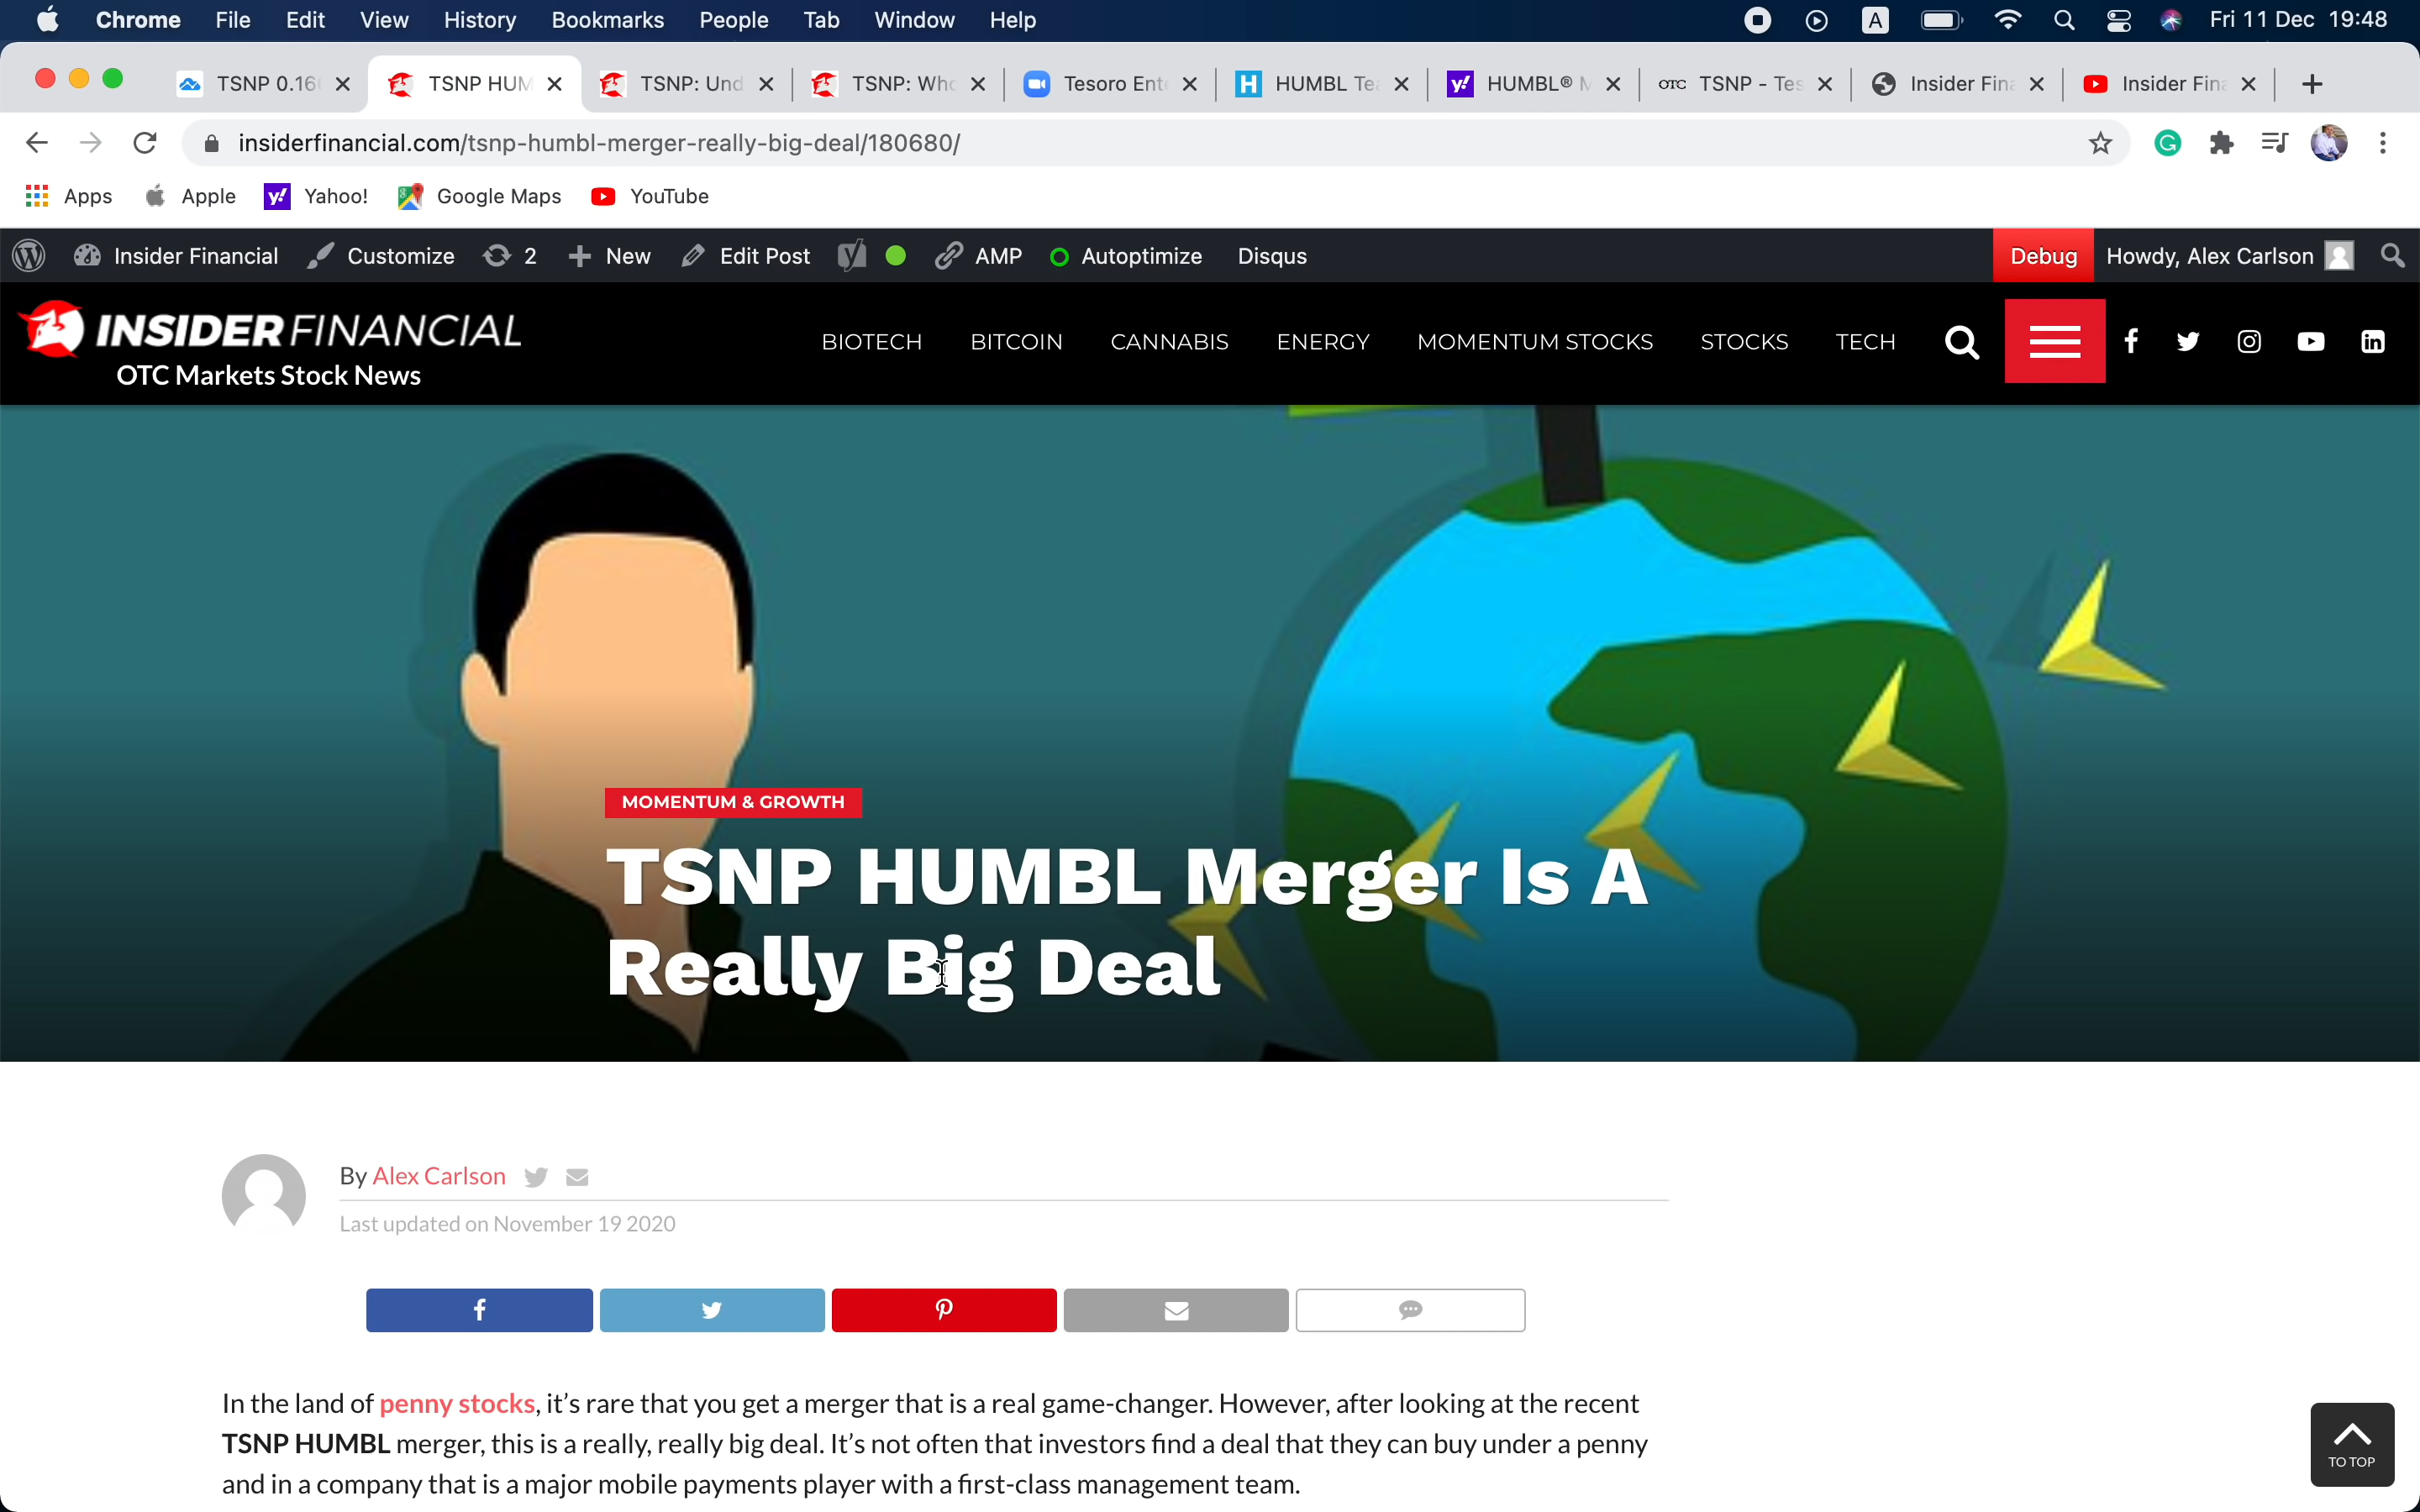 Chrome File Edit View History Bookmarks People Tab Window Help A Fri 11 Dec 19:48
TSNP 0.16 TSNP HUM TSNP: Und TSNP: Who Tesoro Ente H HUMBL Te y! HUMBL® OTC TSNP - Tes Insider Fin Insider Fin
insiderfinancial.com/tsnp-humbl-merger-really-big-deal/180680/
Apps Apple y! Yahoo! Google Maps YouTube
Insider Financial Customize 2 New Edit Post AMP Autoptimize Disqus Debug Howdy, Alex Carlson
INSIDER FINANCIAL
OTC Markets Stock News
BIOTECH BITCOIN CANNABIS ENERGY MOMENTUM STOCKS STOCKS TECH
MOMENTUM & GROWTH
TSNP HUMBL Merger Is A
Really Big Deal
By Alex Carlson
Last updated on November 19 2020
In the land of penny stocks, it’s rare that you get a merger that is a real game-changer. However, after looking at the recent
TSNP HUMBL merger, this is a really, really big deal. It’s not often that investors find a deal that they can buy under a penny
and in a company that is a major mobile payments player with a first-class management team.
TO TOP